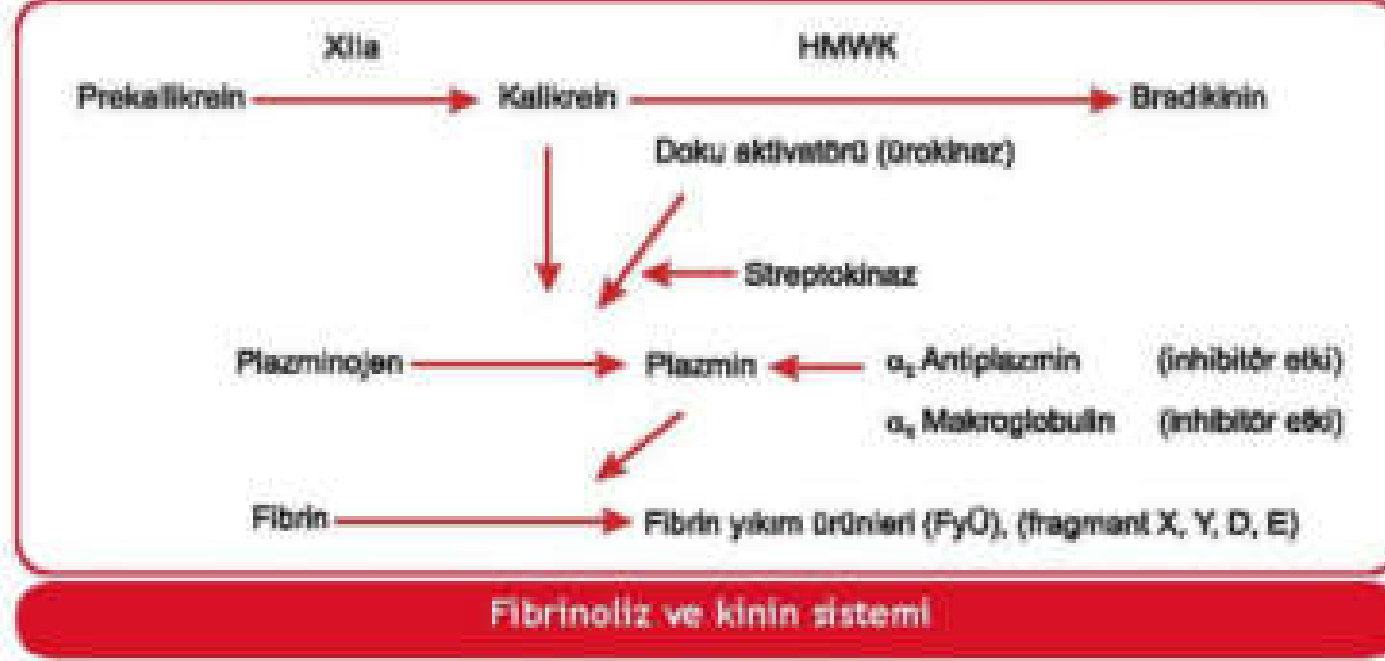 XIIa HMWK
Prekallikrein Kalikrein Bradikinin
Doku aktivatörü (ürokinaz)
Streptokinaz
Plazminojen Plazmin α₂ Antiplazmin (inhibitör etki)
α₂ Makroglobulin (inhibitör etki)
Fibrin Fibrin yıkım ürünleri (FyÜ), (fragmant X, Y, D, E)
Fibrinoliz ve kinin sistemi